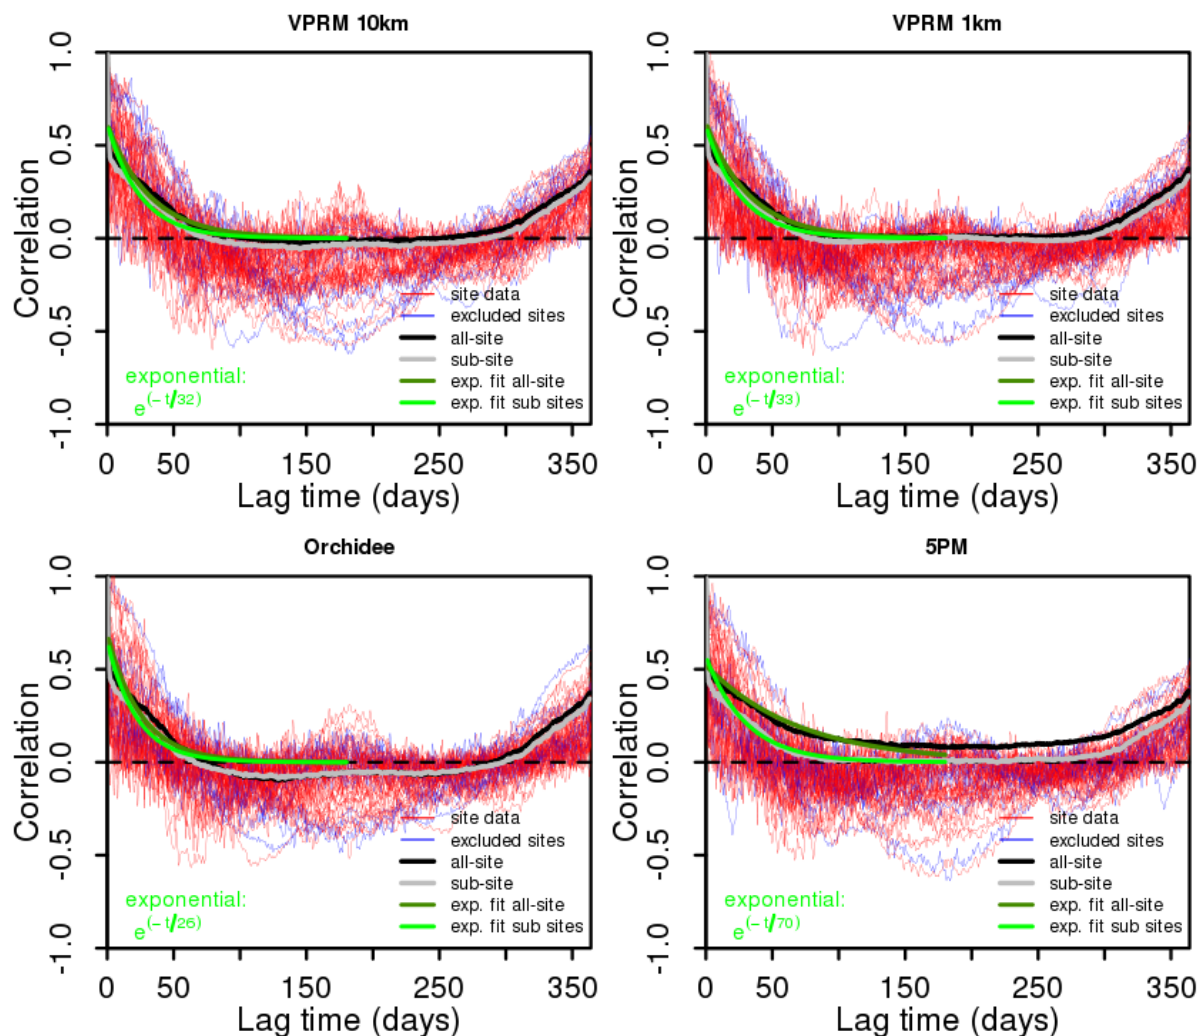 VPRM 10km
1.0
0.5
0.0
-0.5
-1.0
Correlation
site data
excluded sites
all-site
sub-site
exp. fit all-site
exp. fit sub sites
exponential:
e(− t/32)
0 50 150 250 350
Lag time (days)
VPRM 1km
1.0
0.5
0.0
-0.5
-1.0
Correlation
site data
excluded sites
all-site
sub-site
exp. fit all-site
exp. fit sub sites
exponential:
e(− t/33)
0 50 150 250 350
Lag time (days)
Orchidee
1.0
0.5
0.0
-0.5
-1.0
Correlation
site data
excluded sites
all-site
sub-site
exp. fit all-site
exp. fit sub sites
exponential:
e(− t/26)
0 50 150 250 350
Lag time (days)
5PM
1.0
0.5
0.0
-0.5
-1.0
Correlation
site data
excluded sites
all-site
sub-site
exp. fit all-site
exp. fit sub sites
exponential:
e(− t/70)
0 50 150 250 350
Lag time (days)